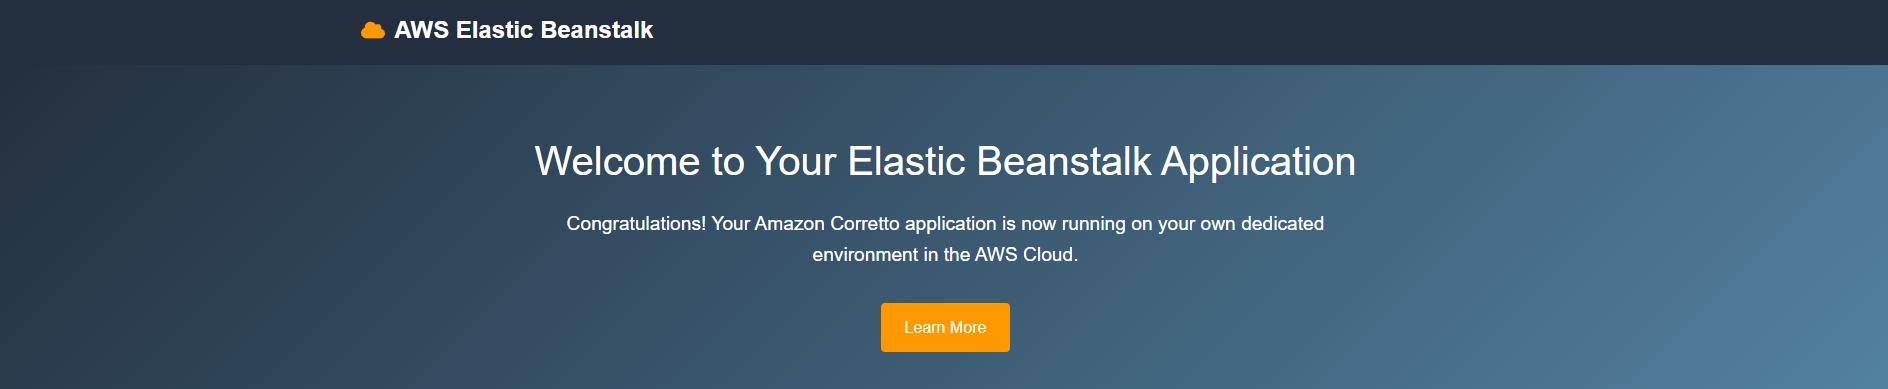 AWS Elastic Beanstalk
Welcome to Your Elastic Beanstalk Application
Congratulations! Your Amazon Corretto application is now running on your own dedicated
environment in the AWS Cloud.
Learn More